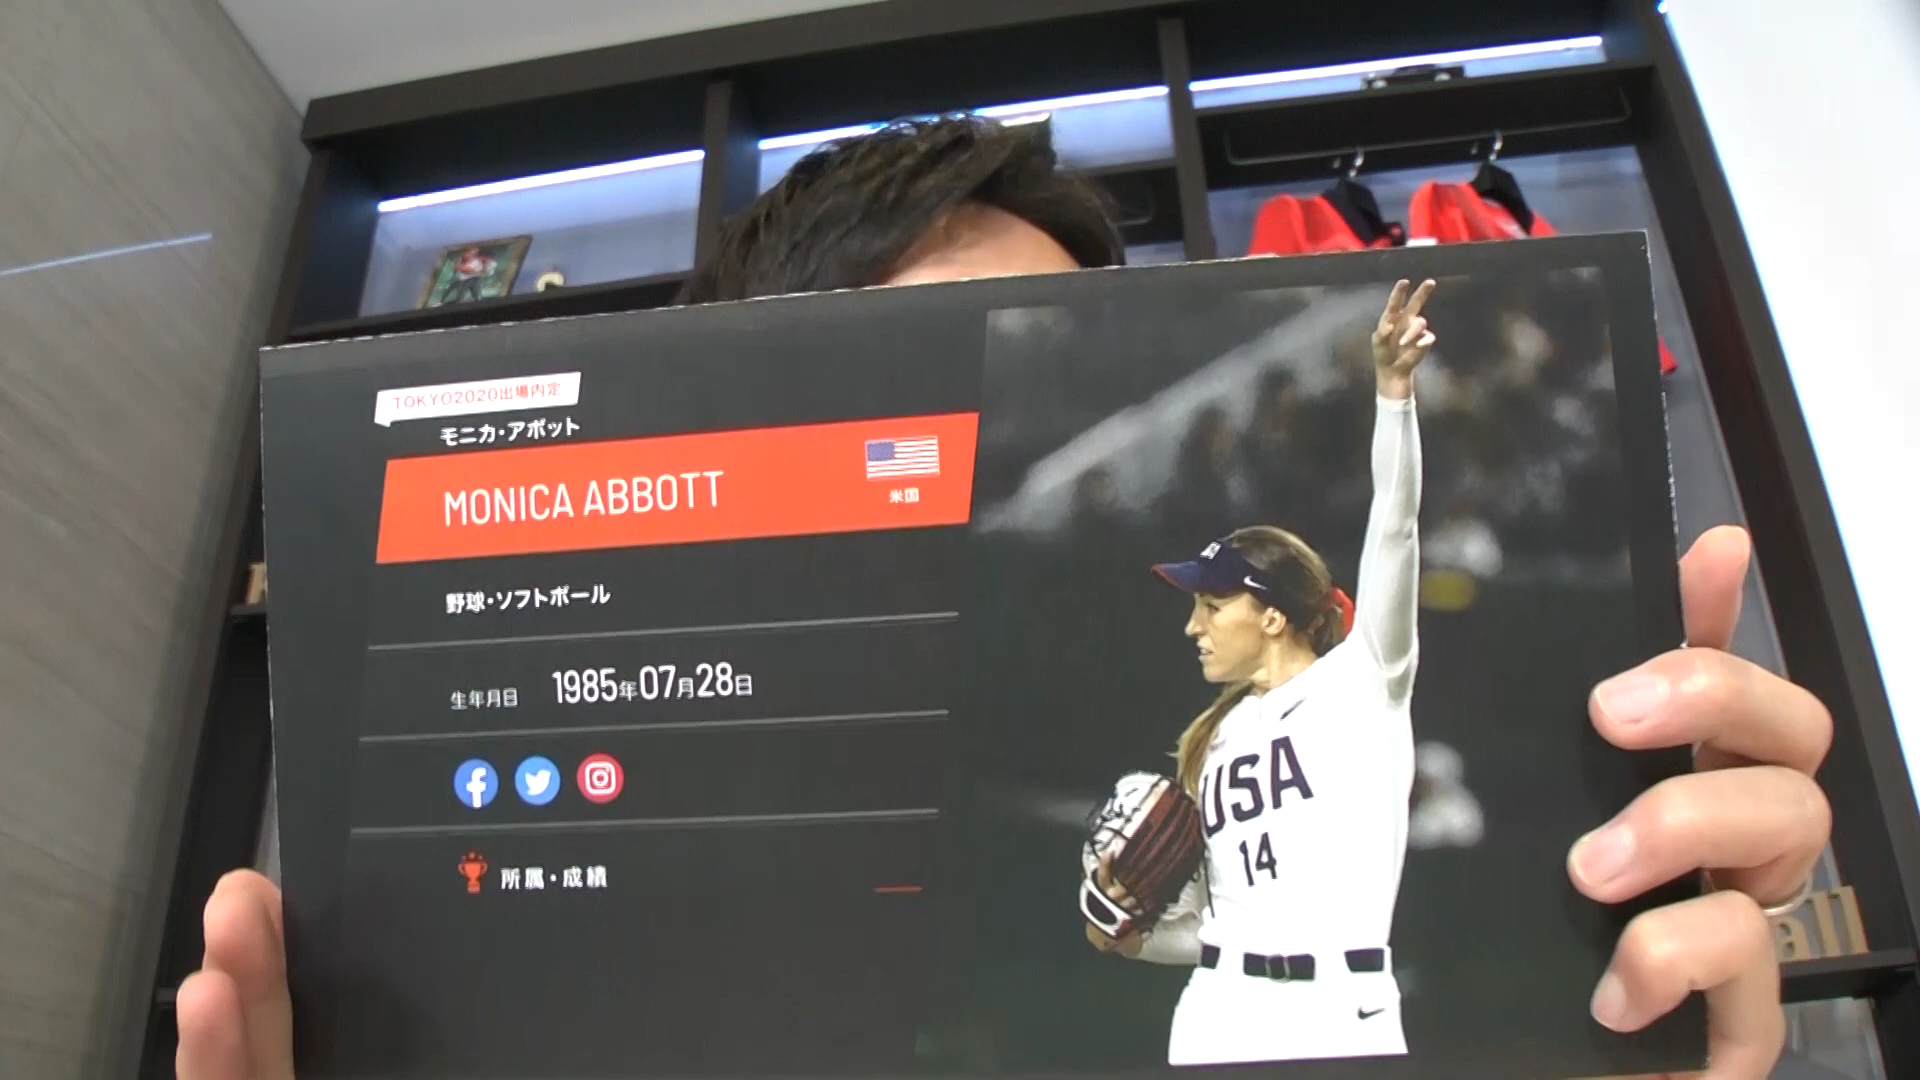 TOKYO2020出場内定
モニカ・アボット
MONICA ABBOTT
米国
野球・ソフトボール
生年月日 1985年07月28日
所属・成績
USA
14
all